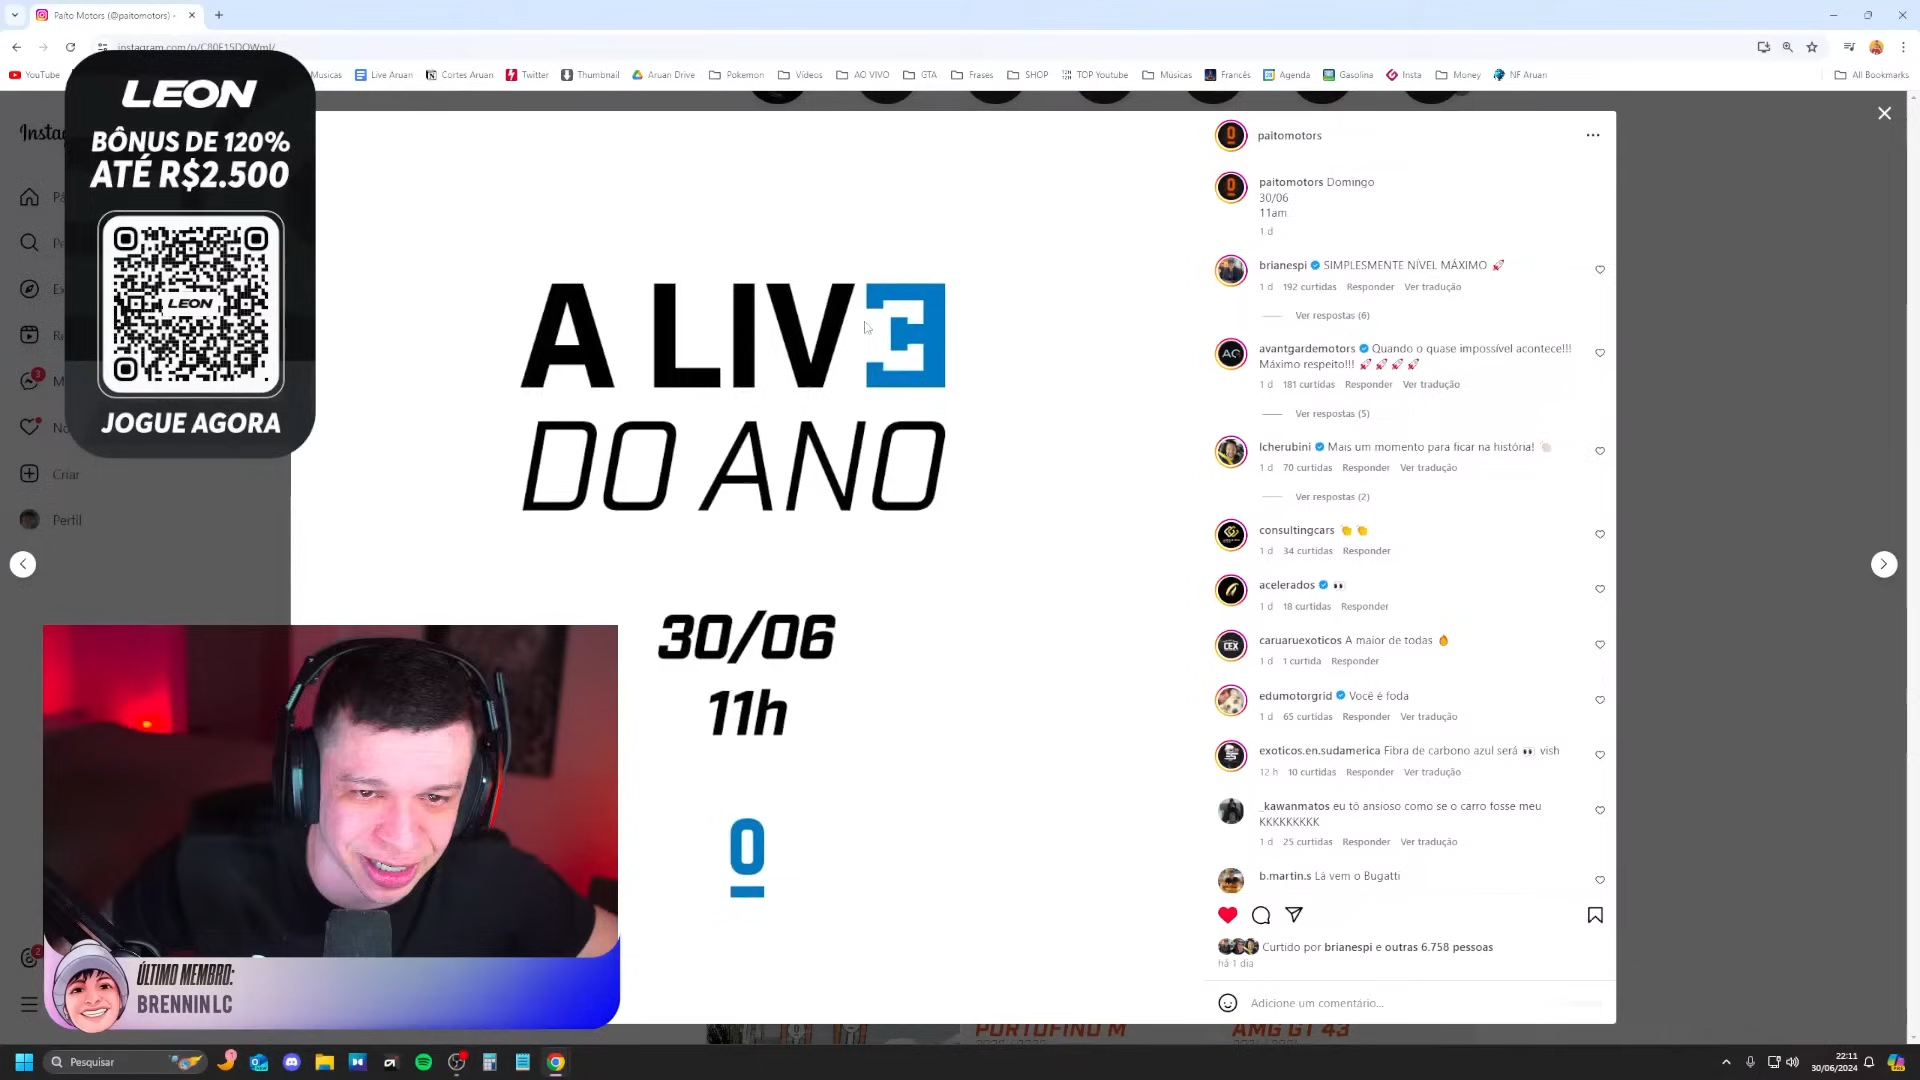 Paito Motors (@paitomotors) •
instagram.com/p/C80F15DOWmI/
YouTube
Musicas
Live Aruan
Cortes Aruan
Twitter
Thumbnail
Aruan Drive
Pokemon
Vídeos
AO VIVO
GTA
Frases
SHOP
TOP Youtube
Músicas
Francês
Agenda
Gasolina
Insta
Money
NF Aruan
All Bookmarks
LEON
BÔNUS DE 120%
ATÉ R$2.500
LEON
JOGUE AGORA
Criar
Perfil
A LIVE
DO ANO
30/06
11h
paitomotors
paitomotors Domingo
30/06
11am
1 d
brianespi SIMPLESMENTE NÍVEL MÁXIMO 🚀
1 d 192 curtidas Responder Ver tradução
Ver respostas (6)
avantgardemotors Quando o quase impossível acontece!!!
Máximo respeito!!! 🚀🚀🚀🚀
1 d 181 curtidas Responder Ver tradução
Ver respostas (5)
lcherubini Mais um momento para ficar na história! 👏🏻
1 d 70 curtidas Responder Ver tradução
Ver respostas (2)
consultingcars 👏👏
1 d 34 curtidas Responder
acelerados 👀
1 d 18 curtidas Responder
caruaruexoticos A maior de todas 🔥
1 d 1 curtida Responder
edumotorgrid Você é foda
1 d 65 curtidas Responder Ver tradução
exoticos.en.sudamerica Fibra de carbono azul será 👀 vish
12 h 10 curtidas Responder Ver tradução
_kawanmatos eu tô ansioso como se o carro fosse meu
KKKKKKKKK
1 d 25 curtidas Responder Ver tradução
b.martin.s Lá vem o Bugatti
Curtido por brianespi e outras 6.758 pessoas
há 1 dia
Adicione um comentário...
PORTOFINO M
AMG GT 43
ÚLTIMO MEMBRO:
BRENNIN LC
Pesquisar
22:11
30/06/2024